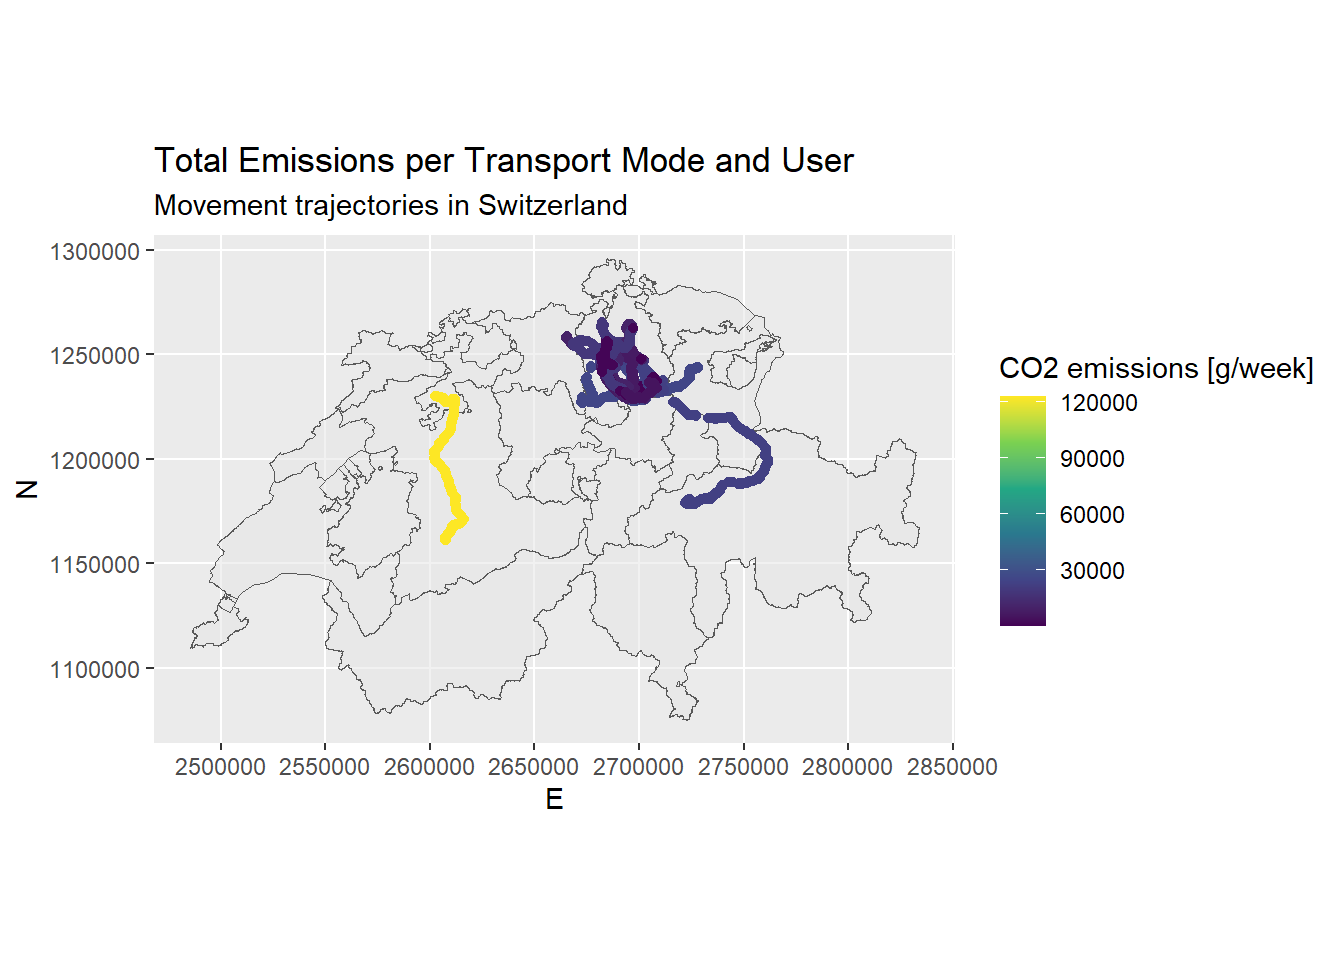 Total Emissions per Transport Mode and User
Movement trajectories in Switzerland
1300000
1250000
1200000
1150000
1100000
N
2500000 2550000 2600000 2650000 2700000 2750000 2800000 2850000
E
CO2 emissions [g/week]
120000
90000
60000
30000